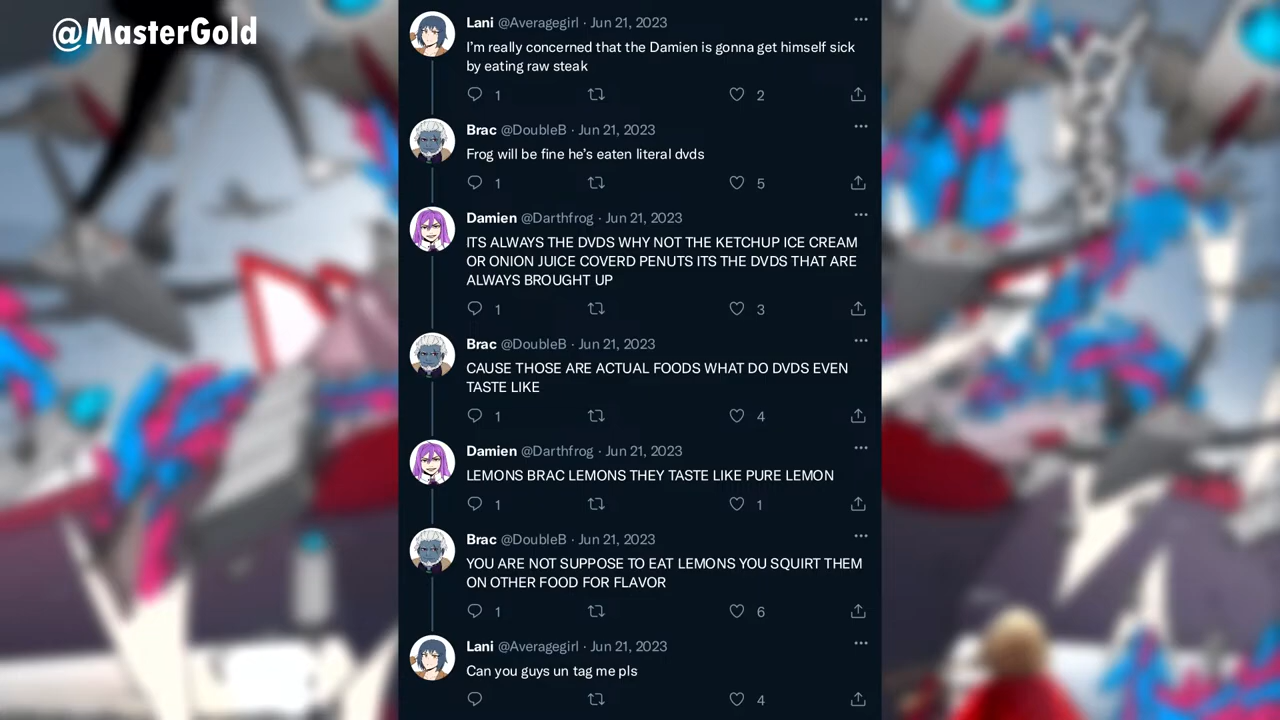 @MasterGold
Lani @Averagegirl · Jun 21, 2023
I'm really concerned that the Damien is gonna get himself sick
by eating raw steak
1 2
Brac @DoubleB · Jun 21, 2023
Frog will be fine he's eaten literal dvds
1 5
Damien @Darthfrog · Jun 21, 2023
ITS ALWAYS THE DVDS WHY NOT THE KETCHUP ICE CREAM
OR ONION JUICE COVERD PENUTS ITS THE DVDS THAT ARE
ALWAYS BROUGHT UP
1 3
Brac @DoubleB · Jun 21, 2023
CAUSE THOSE ARE ACTUAL FOODS WHAT DO DVDS EVEN
TASTE LIKE
1 4
Damien @Darthfrog · Jun 21, 2023
LEMONS BRAC LEMONS THEY TASTE LIKE PURE LEMON
1 1
Brac @DoubleB · Jun 21, 2023
YOU ARE NOT SUPPOSE TO EAT LEMONS YOU SQUIRT THEM
ON OTHER FOOD FOR FLAVOR
1 6
Lani @Averagegirl · Jun 21, 2023
Can you guys un tag me pls
4